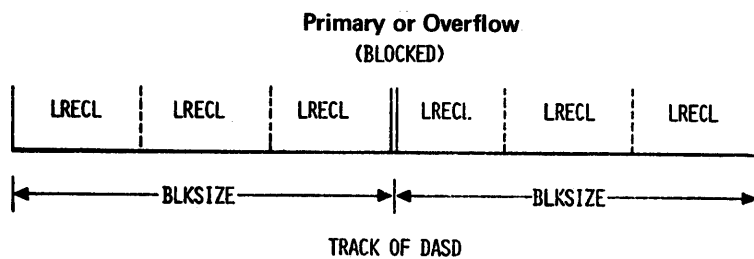 Primary or Overflow
(BLOCKED)
LRECL LRECL LRECL LRECL. LRECL LRECL
BLKSIZE BLKSIZE
TRACK OF DASD